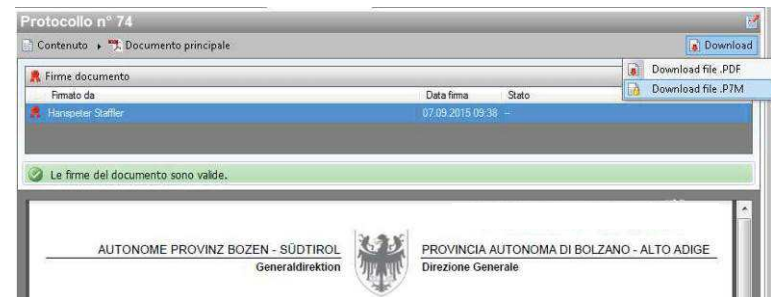 Protocollo n° 74
Contenuto Documento principale Download
Download file .PDF
Download file .P7M
Firme documento
Firmato da Data firma Stato
Hanspeter Staffler 07.09.2015 09:38 --
Le firme del documento sono valide.
AUTONOME PROVINZ BOZEN - SÜDTIROL PROVINCIA AUTONOMA DI BOLZANO - ALTO ADIGE
Generaldirektion Direzione Generale